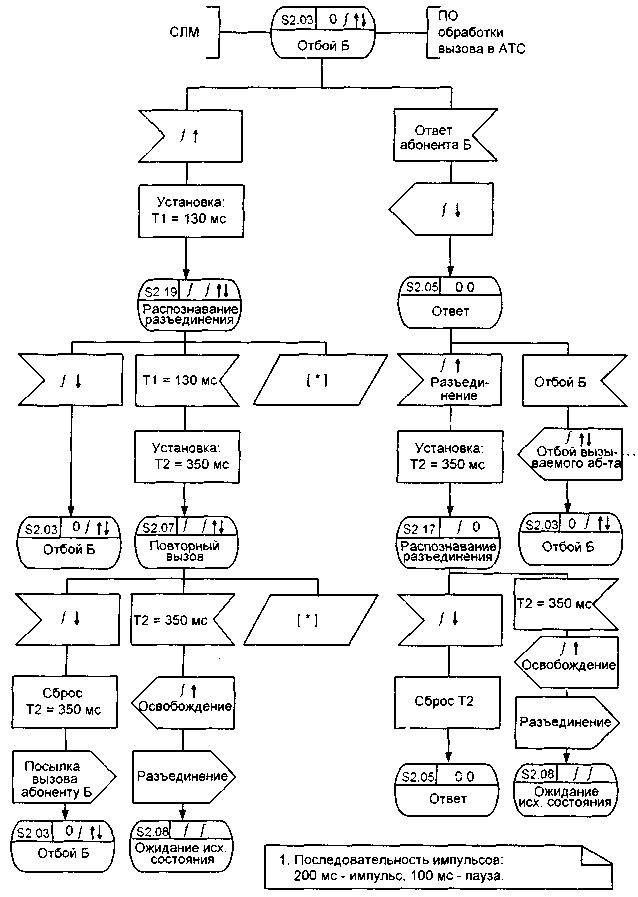 СЛМ
S2.03 0 ƒ ↑↓
Отбой Б
ПО
обработки
вызова в АТС
ƒ ↑
Ответ
абонента Б
Установка:
T1 = 130 мс
ƒ ↓
S2.19 ƒ ƒ ↑↓
Распознавание
разъединения
S2.05 0 0
Ответ
ƒ ↓
T1 = 130 мс
[ * ]
ƒ ↑
Разъеди-
нение
Отбой Б
Установка:
T2 = 350 мс
Установка:
T2 = 350 мс
ƒ ↑↓
Отбой вызы-
ваемого аб-та
S2.03 0 ƒ ↑↓
Отбой Б
S2.07 ƒ ƒ ↑↓
Повторный
вызов
S2 17 ƒ 0
Распознавание
разъединения
S2.03 0 ƒ ↑↓
Отбой Б
ƒ ↓
T2 = 350 мс
[ * ]
ƒ ↓
T2 = 350 мс
Сброс
T2 = 350 мс
ƒ ↑
Освобождение
Сброс T2
ƒ ↑
Освобождение
Посылка
вызова
абоненту Б
Разъединение
Разъединение
S2.03 0 ƒ ↑↓
Отбой Б
S2.08 ƒ ƒ
Ожидание исх.
состояния
S2.05 0 0
Ответ
S2.08 ƒ ƒ
Ожидание
исх. состояния
1. Последовательность импульсов:
200 мс - импульс, 100 мс - пауза.